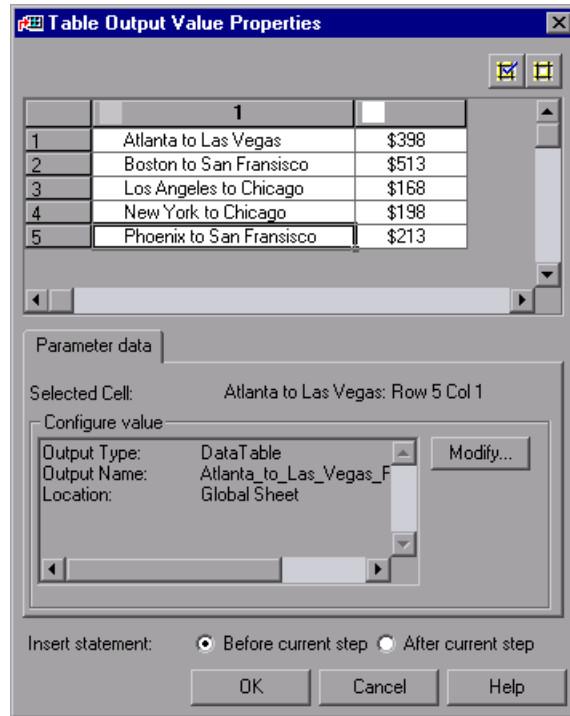 Table Output Value Properties
1
1 Atlanta to Las Vegas $398
2 Boston to San Fransisco $513
3 Los Angeles to Chicago $168
4 New York to Chicago $198
5 Phoenix to San Fransisco $213
Parameter data
Selected Cell: Atlanta to Las Vegas: Row 5 Col 1
Configure value
Output Type: DataTable
Output Name: Atlanta_to_Las_Vegas_F
Location: Global Sheet
Modify...
Insert statement: Before current step After current step
OK Cancel Help